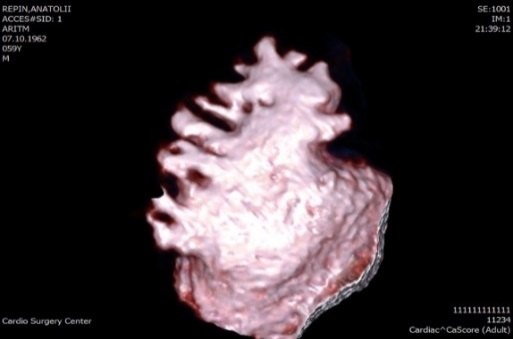 REPIN,ANATOLII
ACCES#SID: 1
ARITM
07.10.1962
059Y
M
SE:1001
IM:1
21:39:12
Cardio Surgery Center
111111111111
11234
Cardiac^CaScore (Adult)